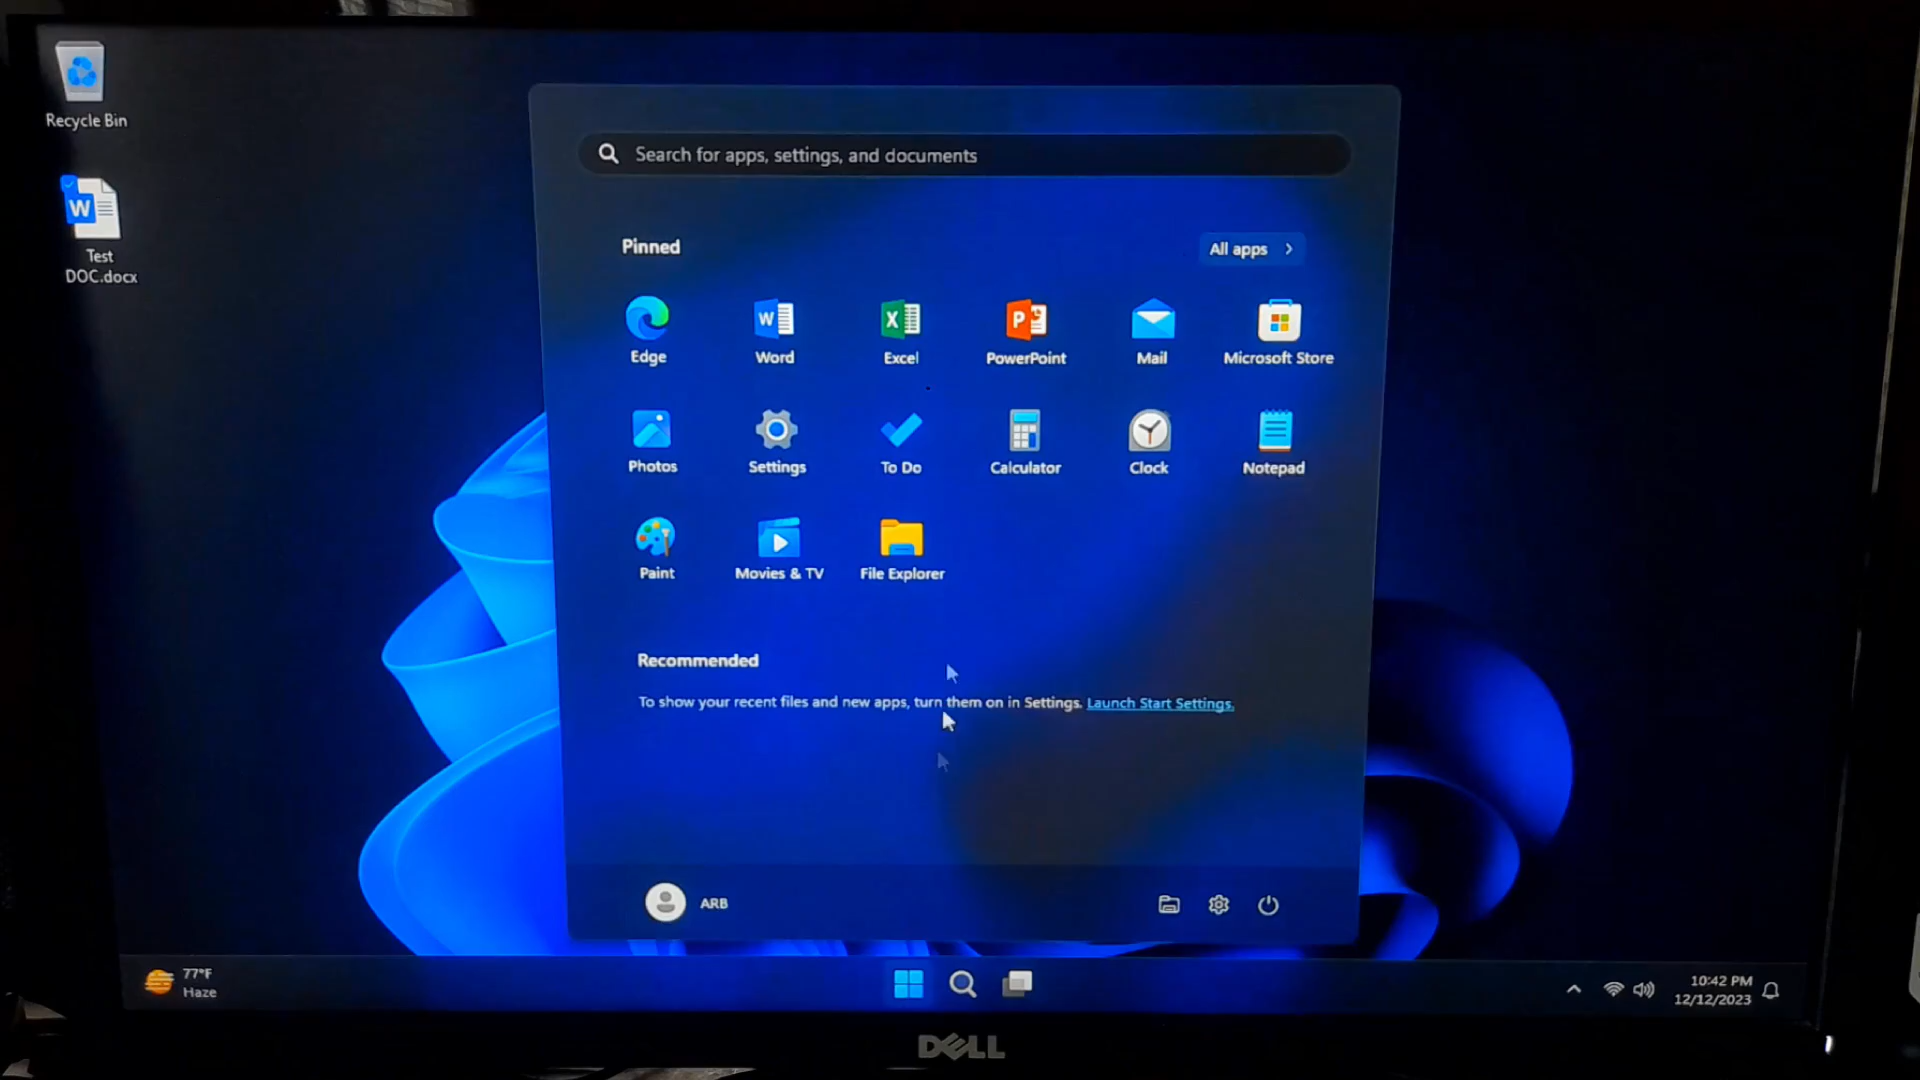 Recycle Bin
Test
DOC.docx
Search for apps, settings, and documents
Pinned
All apps
Edge
Word
Excel
PowerPoint
Mail
Microsoft Store
Photos
Settings
To Do
Calculator
Clock
Notepad
Paint
Movies & TV
File Explorer
Recommended
To show your recent files and new apps, turn them on in Settings. Launch Start Settings.
ARB
77°F
Haze
10:42 PM
12/12/2023
DELL